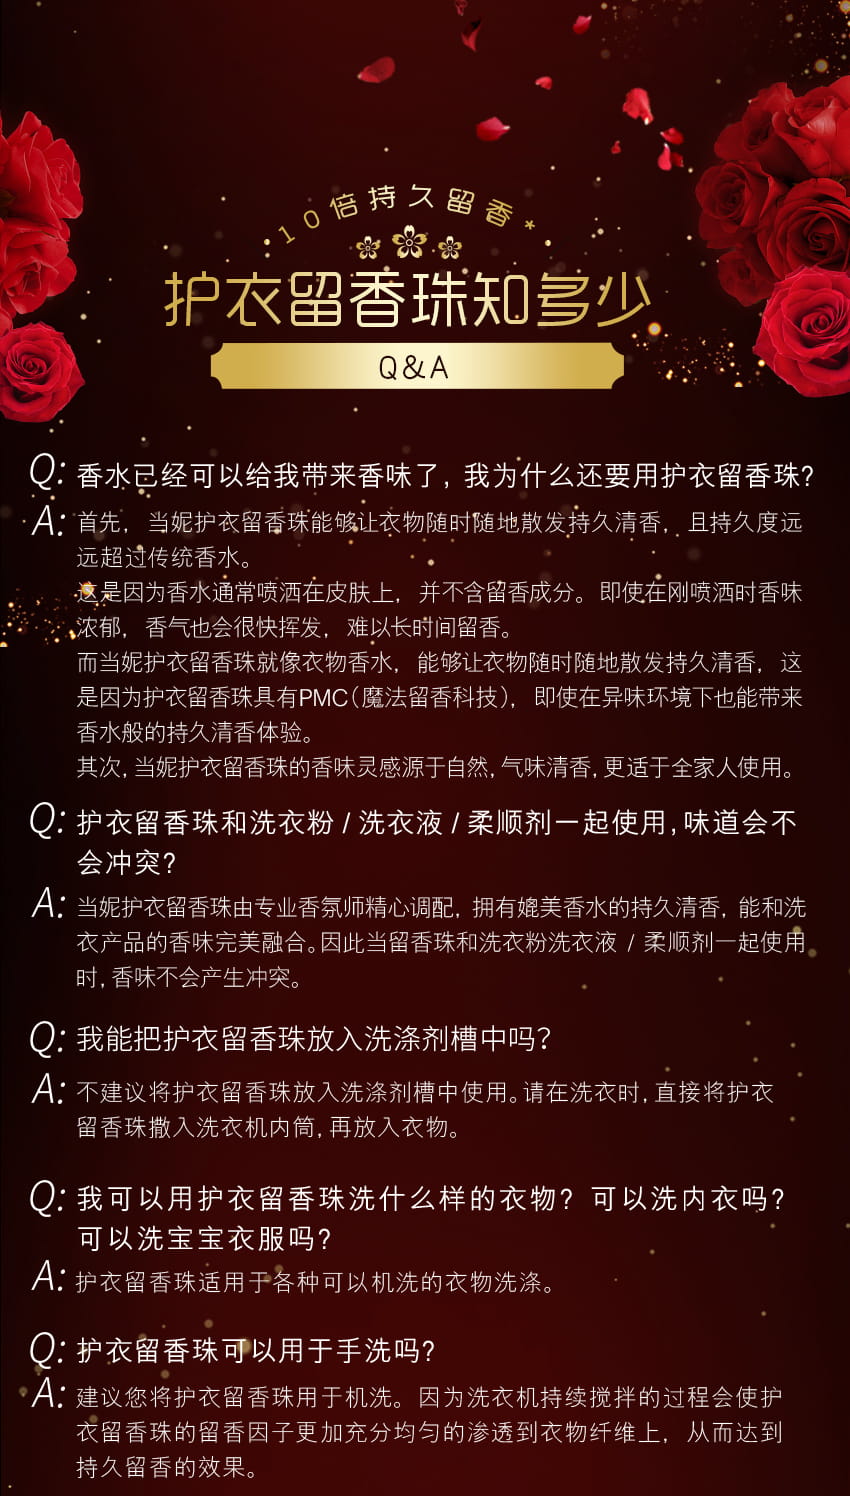 10倍持久留香*
护衣留香珠知多少
Q&A
Q: 香水已经可以给我带来香味了，我为什么还要用护衣留香珠?
A: 首先，当妮护衣留香珠能够让衣物随时随地散发持久清香，且持久度远
远超过传统香水。
这是因为香水通常喷洒在皮肤上，并不含留香成分。即使在刚喷洒时香味
浓郁，香气也会很快挥发，难以长时间留香。
而当妮护衣留香珠就像衣物香水，能够让衣物随时随地散发持久清香，这
是因为护衣留香珠具有PMC（魔法留香科技），即使在异味环境下也能带来
香水般的持久清香体验。
其次,当妮护衣留香珠的香味灵感源于自然,气味清香,更适于全家人使用。
Q: 护衣留香珠和洗衣粉 / 洗衣液 / 柔顺剂一起使用,味道会不
会冲突?
A: 当妮护衣留香珠由专业香氛师精心调配，拥有媲美香水的持久清香，能和洗
衣产品的香味完美融合。因此当留香珠和洗衣粉洗衣液 / 柔顺剂一起使用
时,香味不会产生冲突。
Q: 我能把护衣留香珠放入洗涤剂槽中吗?
A: 不建议将护衣留香珠放入洗涤剂槽中使用。请在洗衣时,直接将护衣
留香珠撒入洗衣机内筒,再放入衣物。
Q: 我可以用护衣留香珠洗什么样的衣物? 可以洗内衣吗?
可以洗宝宝衣服吗?
A: 护衣留香珠适用于各种可以机洗的衣物洗涤。
Q: 护衣留香珠可以用于手洗吗?
A: 建议您将护衣留香珠用于机洗。因为洗衣机持续搅拌的过程会使护
衣留香珠的留香因子更加充分均匀的渗透到衣物纤维上，从而达到
持久留香的效果。